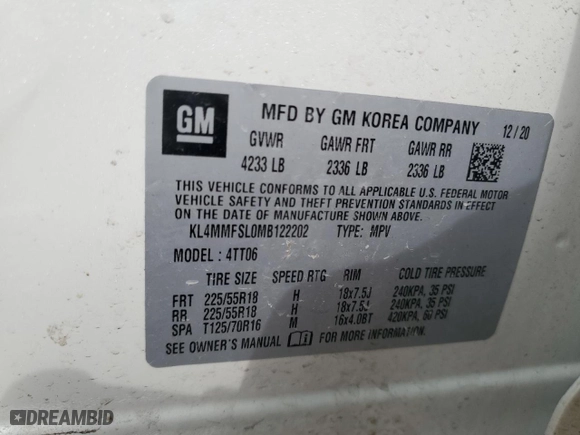 GM
MFD BY GM KOREA COMPANY 12/20
GVWR GAWR FRT GAWR RR
4233 LB 2336 LB 2336 LB
THIS VEHICLE CONFORMS TO ALL APPLICABLE U.S. FEDERAL MOTOR
VEHICLE SAFETY AND THEFT PREVENTION STANDARDS IN EFFECT
ON THE DATE OF MANUFACTURE SHOWN ABOVE.
KL4MMFSL0MB122202 TYPE: MPV
MODEL: 4TT06
TIRE SIZE SPEED RTG RIM COLD TIRE PRESSURE
FRT 225/55R18 H 18x7.5J 240KPA, 35 PSI
RR 225/55R18 H 18x7.5J 240KPA, 35 PSI
SPA T125/70R16 M 16x4.0BT 420KPA, 60 PSI
SEE OWNER'S MANUAL FOR MORE INFORMATION
DREAMBID